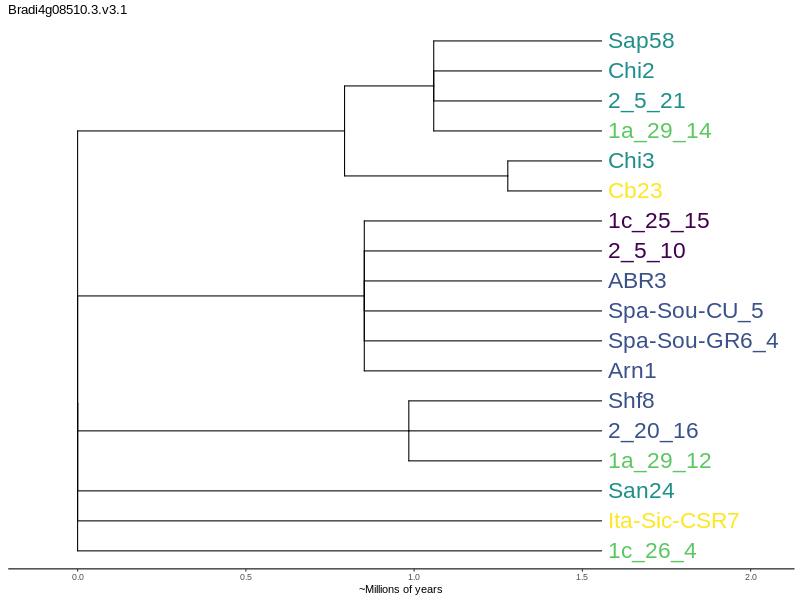 Bradi4g08510.3.v3.1
Sap58
Chi2
2_5_21
1a_29_14
Chi3
Cb23
1c_25_15
2_5_10
ABR3
Spa-Sou-CU_5
Spa-Sou-GR6_4
Arn1
Shf8
2_20_16
1a_29_12
San24
Ita-Sic-CSR7
1c_26_4
0.0 0.5 1.0 1.5 2.0
~Millions of years